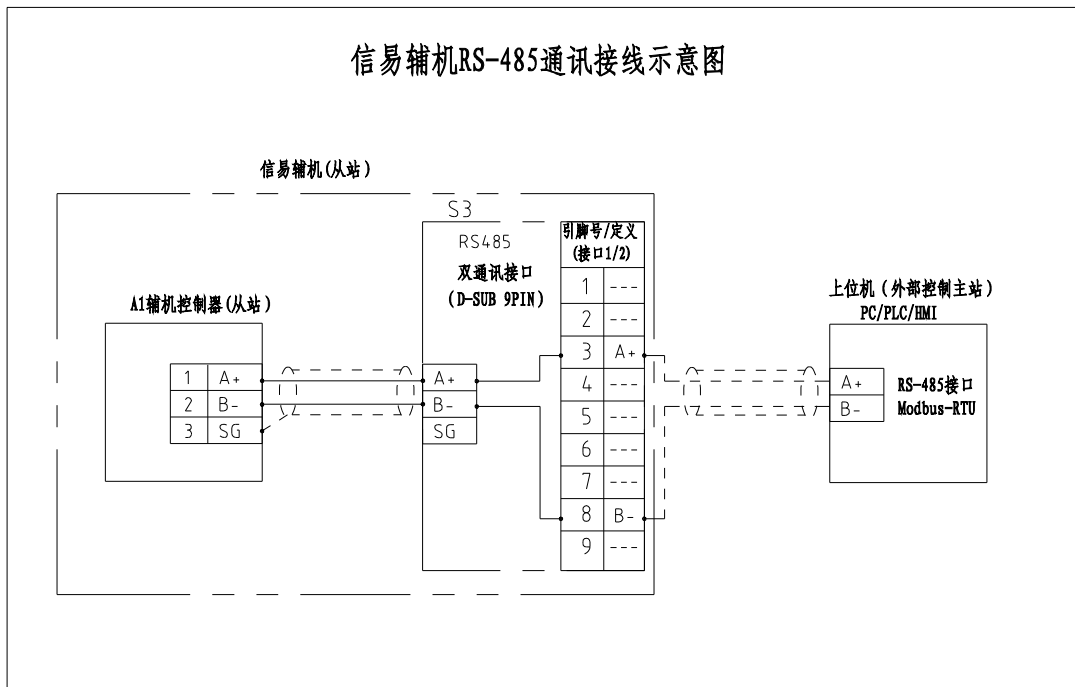 信易辅机RS-485通讯接线示意图
信易辅机(从站)
S3
RS485
双通讯接口
(D-SUB 9PIN)
引脚号/定义
(接口1/2)
1 ---
2 ---
3 A+
4 ---
5 ---
6 ---
7 ---
8 B-
9 ---
A1辅机控制器(从站)
1 A+
2 B-
3 SG
A+
B-
SG
上位机(外部控制主站)
PC/PLC/HMI
A+
B-
RS-485接口
Modbus-RTU